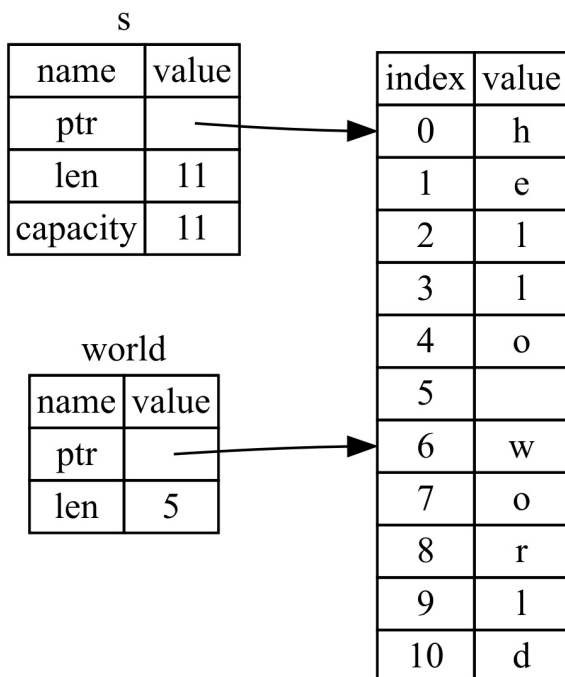 s
name value
ptr
len 11
capacity 11
world
name value
ptr
len 5
index value
0 h
1 e
2 l
3 l
4 o
5
6 w
7 o
8 r
9 l
10 d